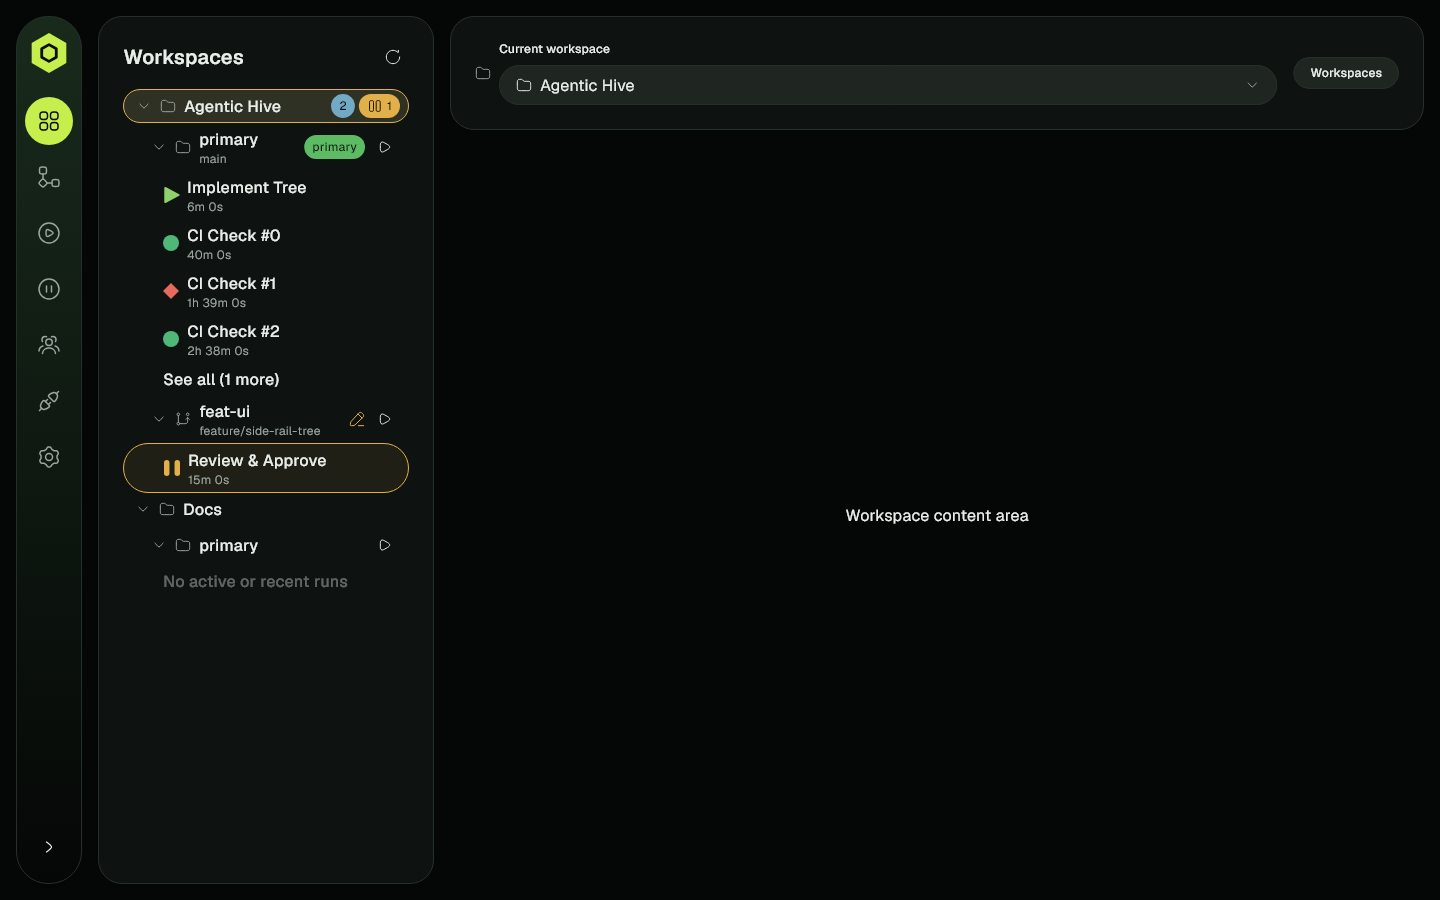 Workspaces
Agentic Hive 2 1
primary primary
main
Implement Tree
6m 0s
CI Check #0
40m 0s
CI Check #1
1h 39m 0s
CI Check #2
2h 38m 0s
See all (1 more)
feat-ui
feature/side-rail-tree
Review & Approve
15m 0s
Docs
primary
No active or recent runs
Current workspace
Agentic Hive
Workspaces
Workspace content area